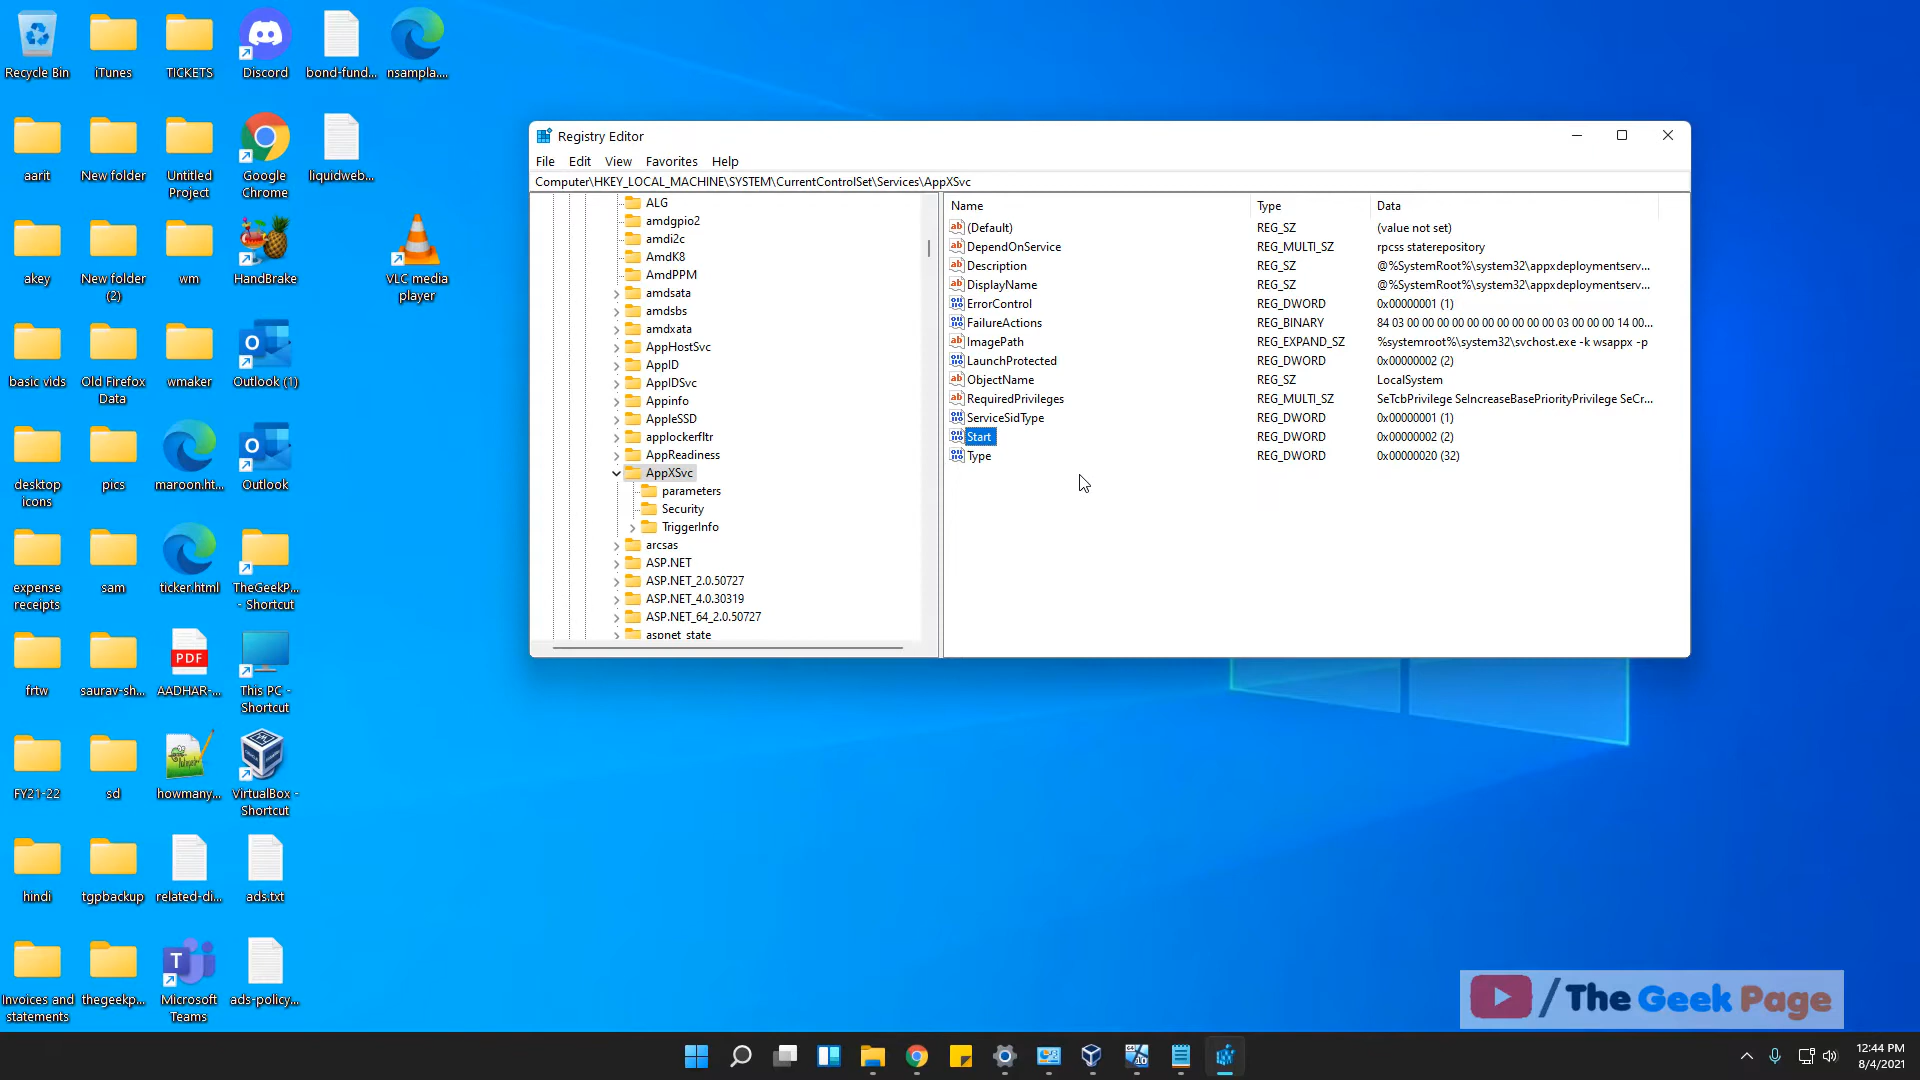 Recycle Bin
iTunes
TICKETS
Discord
bond-fund...
nsampla....
aarit
New folder
Untitled
Project
Google
Chrome
liquidweb...
akey
New folder
(2)
wm
HandBrake
VLC media
player
basic vids
Old Firefox
Data
wmaker
Outlook (1)
desktop
icons
pics
maroon.ht...
Outlook
expense
receipts
sam
ticker.html
TheGeekP...
- Shortcut
frtw
saurav-sh...
PDF
AADHAR-...
This PC -
Shortcut
FY21-22
sd
howmany...
VirtualBox -
Shortcut
hindi
tgpbackup
related-di...
ads.txt
Invoices and
statements
thegeekp...
Microsoft
Teams
ads-policy...
Registry Editor
File Edit View Favorites Help
Computer\HKEY_LOCAL_MACHINE\SYSTEM\CurrentControlSet\Services\AppXSvc
ALG
amdgpio2
amdi2c
AmdK8
AmdPPM
amdsata
amdsbs
amdxata
AppHostSvc
AppID
AppIDSvc
Appinfo
AppleSSD
applockerfltr
AppReadiness
AppXSvc
parameters
Security
TriggerInfo
arcsas
ASP.NET
ASP.NET_2.0.50727
ASP.NET_4.0.30319
ASP.NET_64_2.0.50727
aspnet_state
Name Type Data
(Default) REG_SZ (value not set)
DependOnService REG_MULTI_SZ rpcss staterepository
Description REG_SZ @%SystemRoot%\system32\appxdeploymentserv...
DisplayName REG_SZ @%SystemRoot%\system32\appxdeploymentserv...
ErrorControl REG_DWORD 0x00000001 (1)
FailureActions REG_BINARY 84 03 00 00 00 00 00 00 00 00 00 00 03 00 00 00 14 00...
ImagePath REG_EXPAND_SZ %systemroot%\system32\svchost.exe -k wsappx -p
LaunchProtected REG_DWORD 0x00000002 (2)
ObjectName REG_SZ LocalSystem
RequiredPrivileges REG_MULTI_SZ SeTcbPrivilege SeIncreaseBasePriorityPrivilege SeCr...
ServiceSidType REG_DWORD 0x00000001 (1)
Start REG_DWORD 0x00000002 (2)
Type REG_DWORD 0x00000020 (32)
/ The Geek Page
12:44 PM
8/4/2021